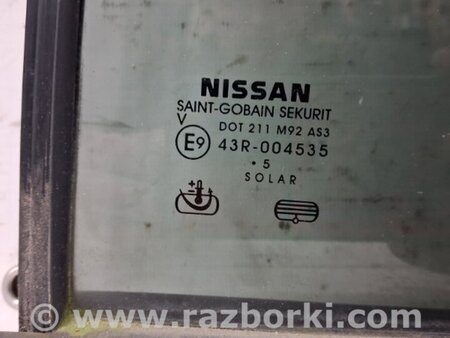 NISSAN
SAINT-GOBAIN SEKURIT
V
DOT 211 M92 AS3
E9 43R-004535
· 5
SOLAR
© www.razborki.com